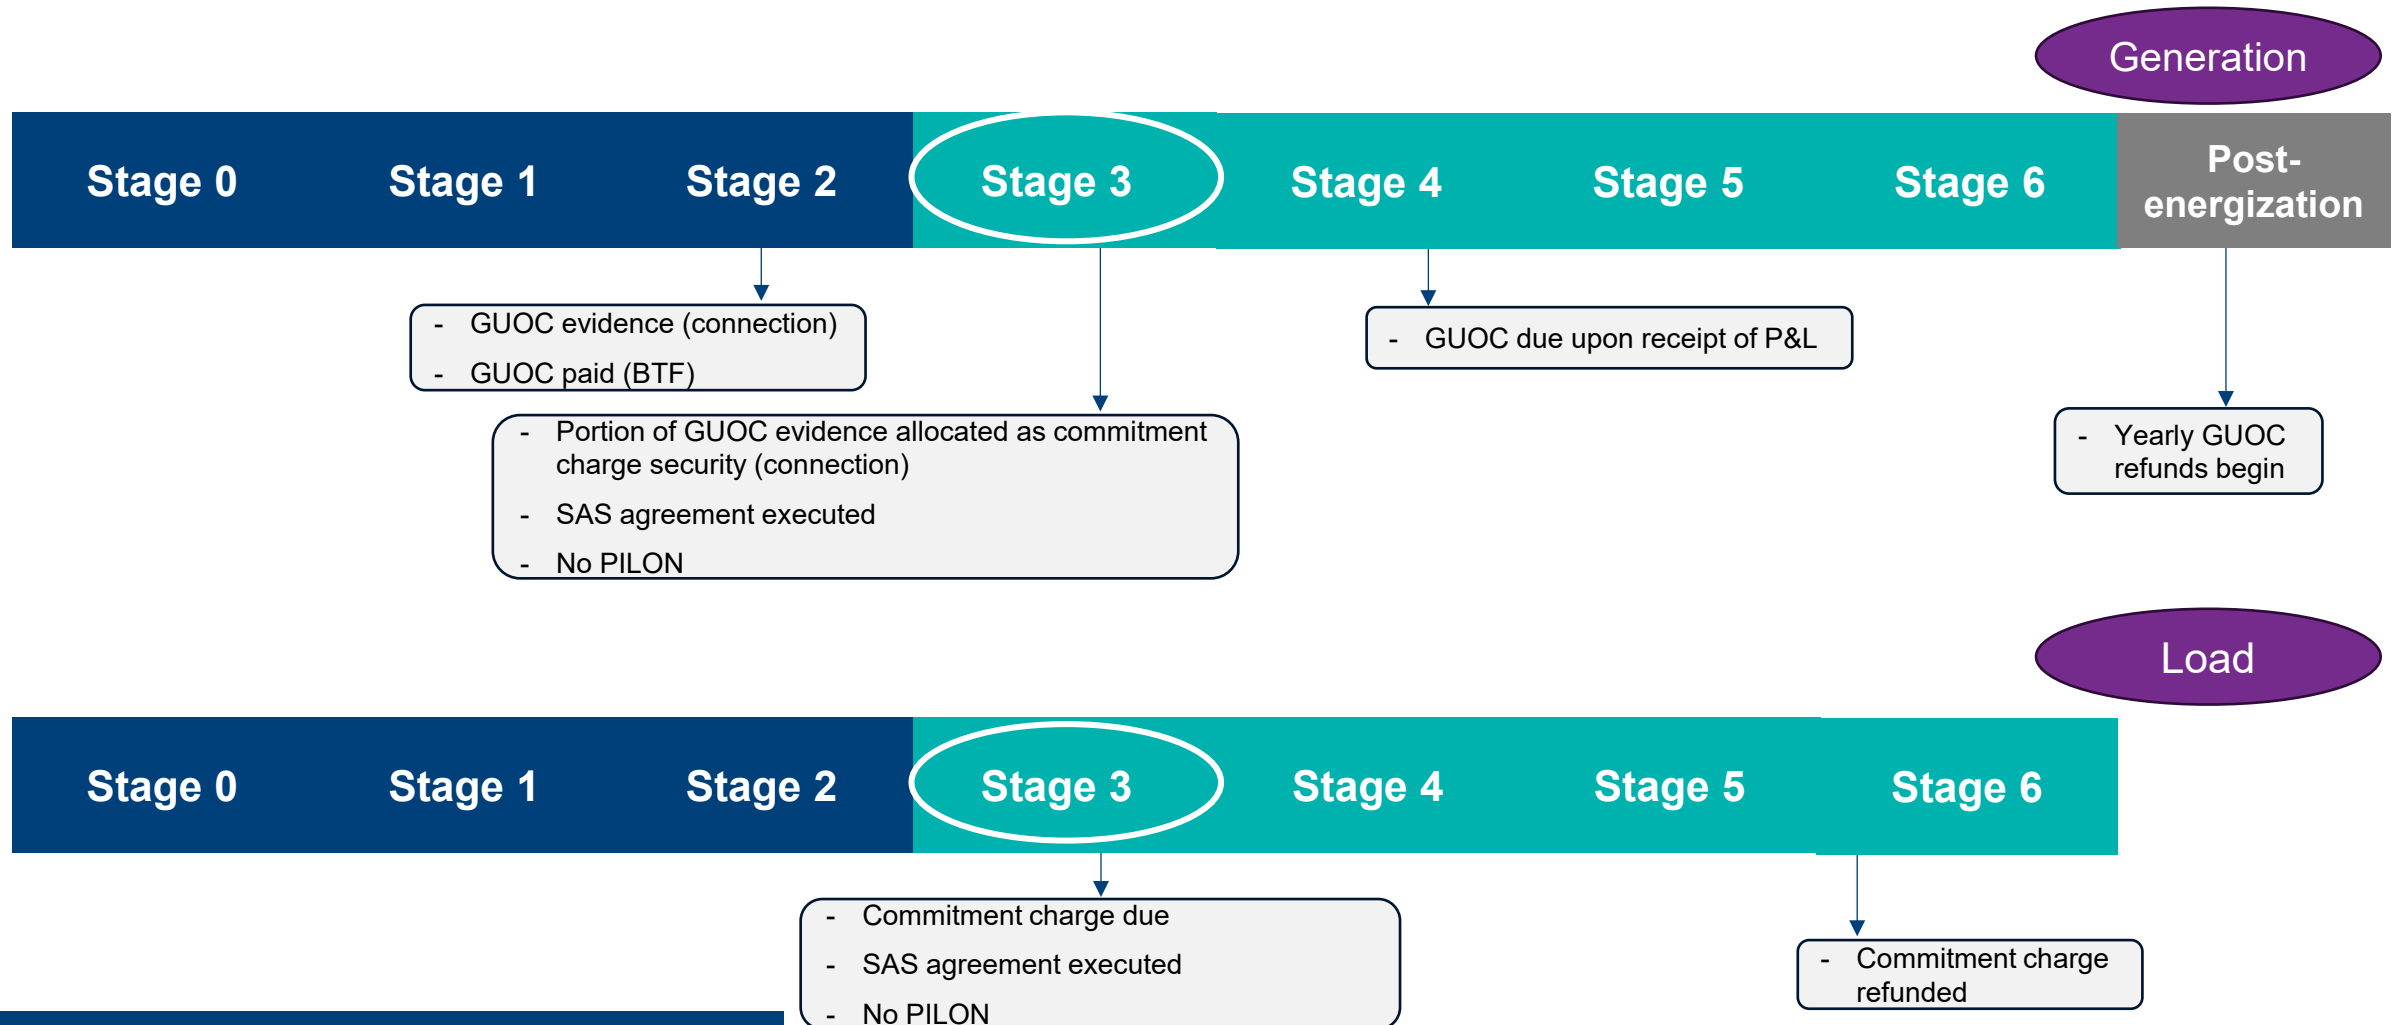 Generation
Stage 0
Stage 1
Stage 2
Stage 3
Stage 4
Stage 5
Stage 6
Post-
energization
- GUOC evidence (connection)
- GUOC paid (BTF)
- GUOC due upon receipt of P&L
- Portion of GUOC evidence allocated as commitment
charge security (connection)
- SAS agreement executed
- No PILON
- Yearly GUOC
refunds begin
Load
Stage 0
Stage 1
Stage 2
Stage 3
Stage 4
Stage 5
Stage 6
- Commitment charge due
- SAS agreement executed
- No PILON
- Commitment charge
refunded